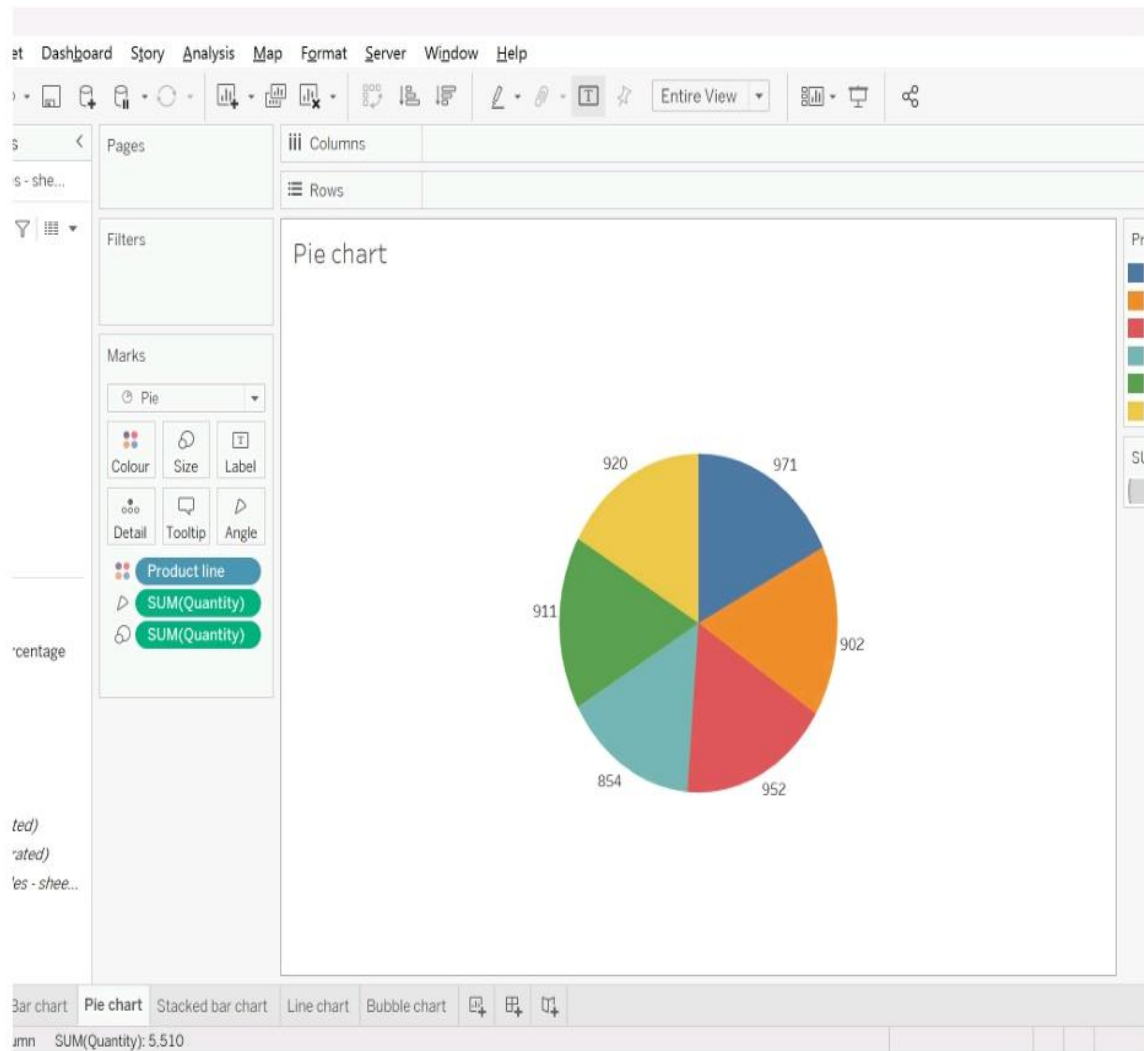 et Dashboard Story Analysis Map Format Server Window Help
Entire View
s
Pages
Columns
s - she...
Rows
Filters
Pie chart
Pr
Marks
Pie
Colour Size Label
Detail Tooltip Angle
Product line
SUM(Quantity)
SUM(Quantity)
rcentage
ted)
rated)
les - shee...
920
971
911
902
854
952
SU
Bar chart Pie chart Stacked bar chart Line chart Bubble chart
umn SUM(Quantity): 5,510